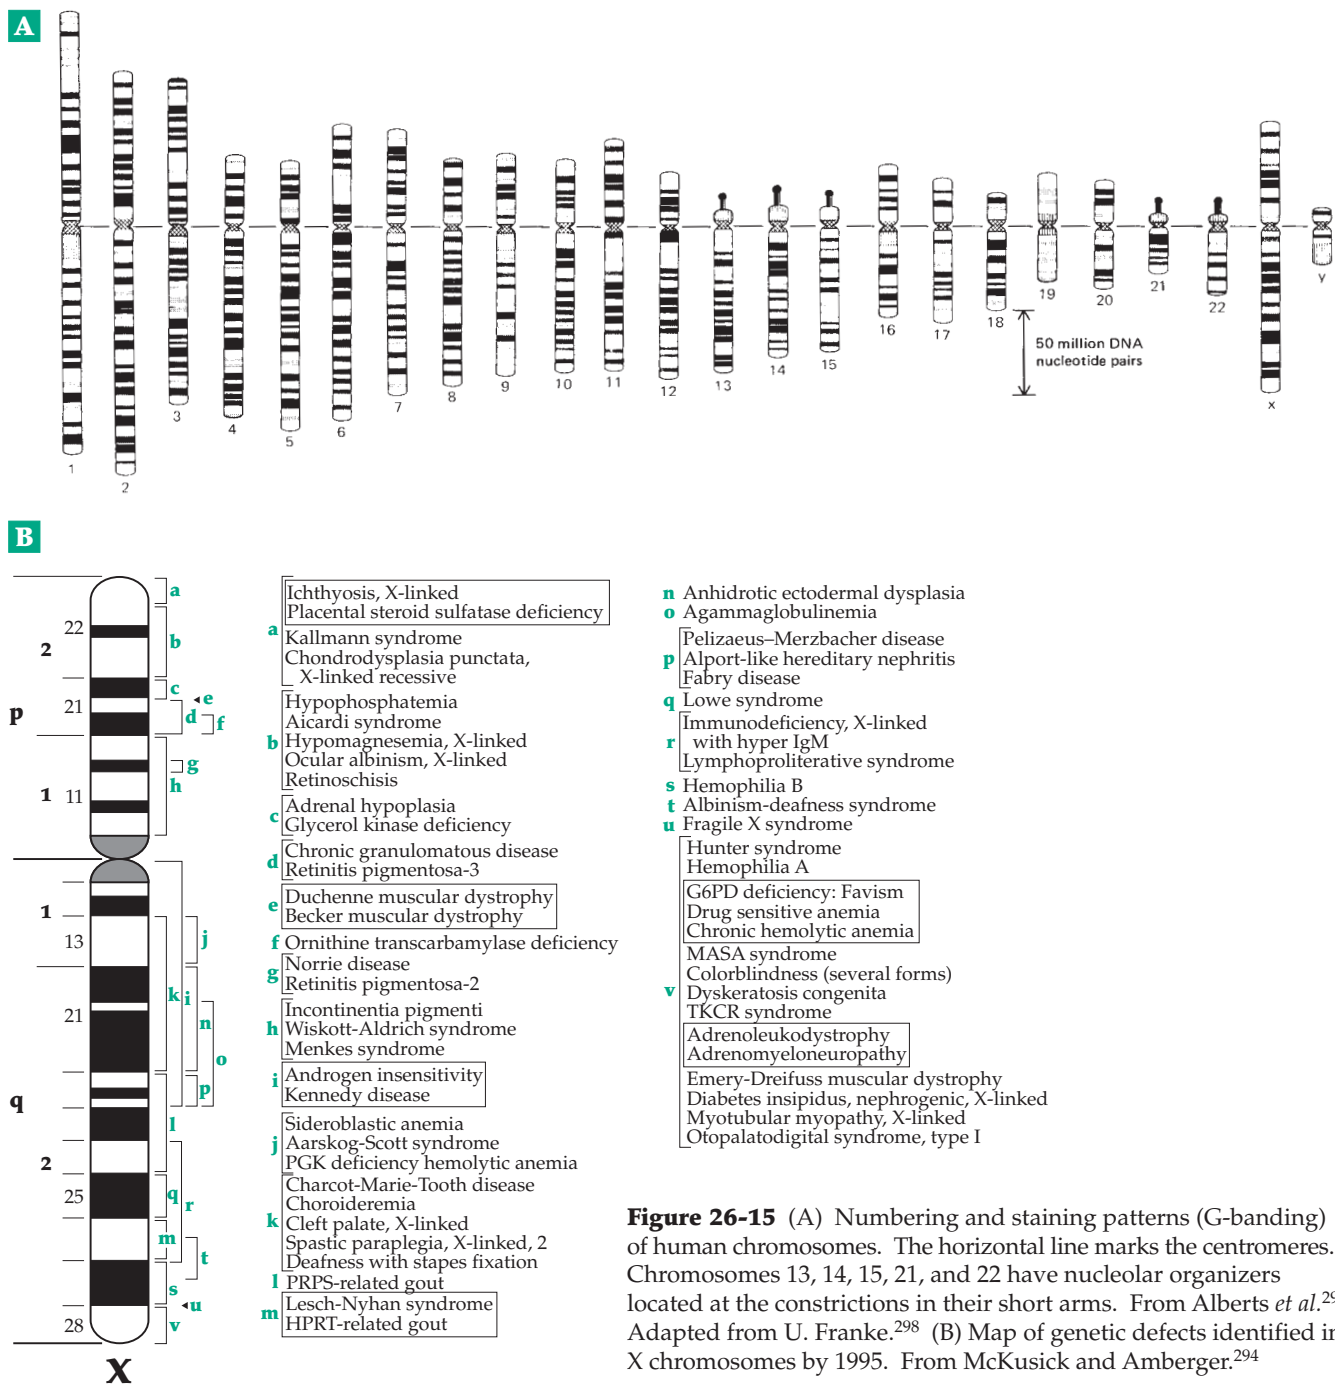 A
1
2
3
4
5
6
7
8
9
10
11
12
13
14
15
16
17
18
19
20
21
22
x
y
50 million DNA
nucleotide pairs
B
p
2
22
21
1
11
q
1
13
21
2
25
28
X
a
b
c
d
e
f
g
h
i
j
k
l
m
n
o
p
q
r
s
t
u
v
a
Ichthyosis, X-linked
Placental steroid sulfatase deficiency
Kallmann syndrome
Chondrodysplasia punctata,
X-linked recessive
b
Hypophosphatemia
Aicardi syndrome
Hypomagnesemia, X-linked
Ocular albinism, X-linked
Retinoschisis
c
Adrenal hypoplasia
Glycerol kinase deficiency
d
Chronic granulomatous disease
Retinitis pigmentosa-3
e
Duchenne muscular dystrophy
Becker muscular dystrophy
f Ornithine transcarbamylase deficiency
g
Norrie disease
Retinitis pigmentosa-2
h
Incontinentia pigmenti
Wiskott-Aldrich syndrome
Menkes syndrome
i
Androgen insensitivity
Kennedy disease
j
Sideroblastic anemia
Aarskog-Scott syndrome
PGK deficiency hemolytic anemia
k
Charcot-Marie-Tooth disease
Choroideremia
Cleft palate, X-linked
Spastic paraplegia, X-linked, 2
Deafness with stapes fixation
l PRPS-related gout
m
Lesch-Nyhan syndrome
HPRT-related gout
n Anhidrotic ectodermal dysplasia
o Agammaglobulinemia
p
Pelizaeus–Merzbacher disease
Alport-like hereditary nephritis
Fabry disease
q Lowe syndrome
r
Immunodeficiency, X-linked
with hyper IgM
Lymphoproliterative syndrome
s Hemophilia B
t Albinism-deafness syndrome
u Fragile X syndrome
v
Hunter syndrome
Hemophilia A
G6PD deficiency: Favism
Drug sensitive anemia
Chronic hemolytic anemia
MASA syndrome
Colorblindness (several forms)
Dyskeratosis congenita
TKCR syndrome
Adrenoleukodystrophy
Adrenomyeloneuropathy
Emery-Dreifuss muscular dystrophy
Diabetes insipidus, nephrogenic, X-linked
Myotubular myopathy, X-linked
Otopalatodigital syndrome, type I
Figure 26-15 (A) Numbering and staining patterns (G-banding)
of human chromosomes. The horizontal line marks the centromeres.
Chromosomes 13, 14, 15, 21, and 22 have nucleolar organizers
located at the constrictions in their short arms. From Alberts et al.
Adapted from U. Franke.298 (B) Map of genetic defects identified in
X chromosomes by 1995. From McKusick and Amberger.294